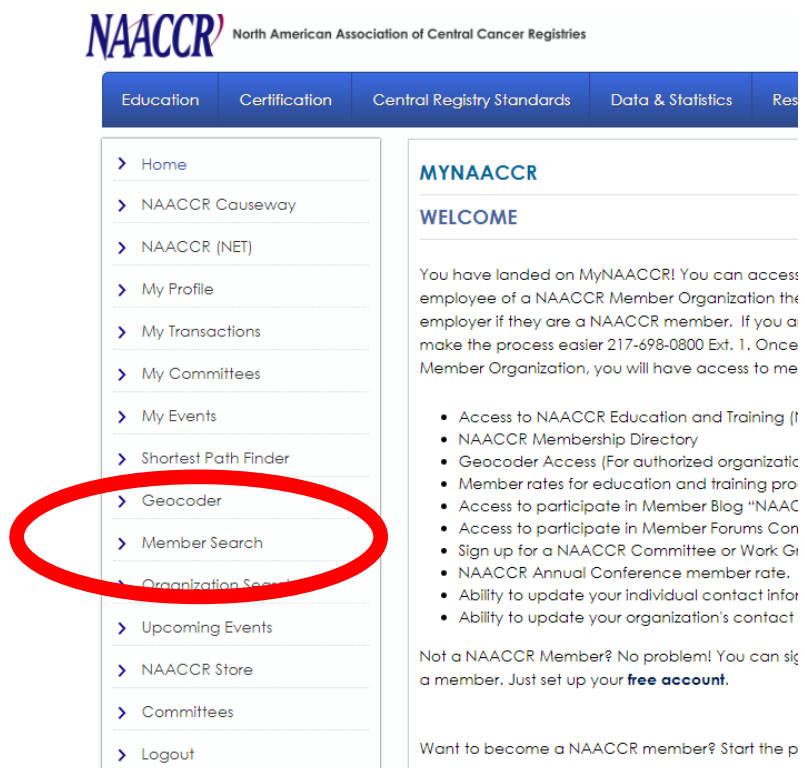 NAACCR North American Association of Central Cancer Registries
Education Certification Central Registry Standards Data & Statistics Res
Home
NAACCR Causeway
NAACCR (NET)
My Profile
My Transactions
My Committees
My Events
Shortest Path Finder
Geocoder
Member Search
Organization Search
Upcoming Events
NAACCR Store
Committees
Logout
MYNAACCR
WELCOME
You have landed on MyNAACCR! You can access
employee of a NAACCR Member Organization the
employer if they are a NAACCR member. If you a
make the process easier 217-698-0800 Ext. 1. Once
Member Organization, you will have access to me
• Access to NAACCR Education and Training (
• NAACCR Membership Directory
• Geocoder Access (For authorized organizatio
• Member rates for education and training pro
• Access to participate in Member Blog “NAAC
• Access to participate in Member Forums Con
• Sign up for a NAACCR Committee or Work Gr
• NAACCR Annual Conference member rate.
• Ability to update your individual contact infor
• Ability to update your organization's contact
Not a NAACCR Member? No problem! You can sig
a member. Just set up your free account.
Want to become a NAACCR member? Start the p